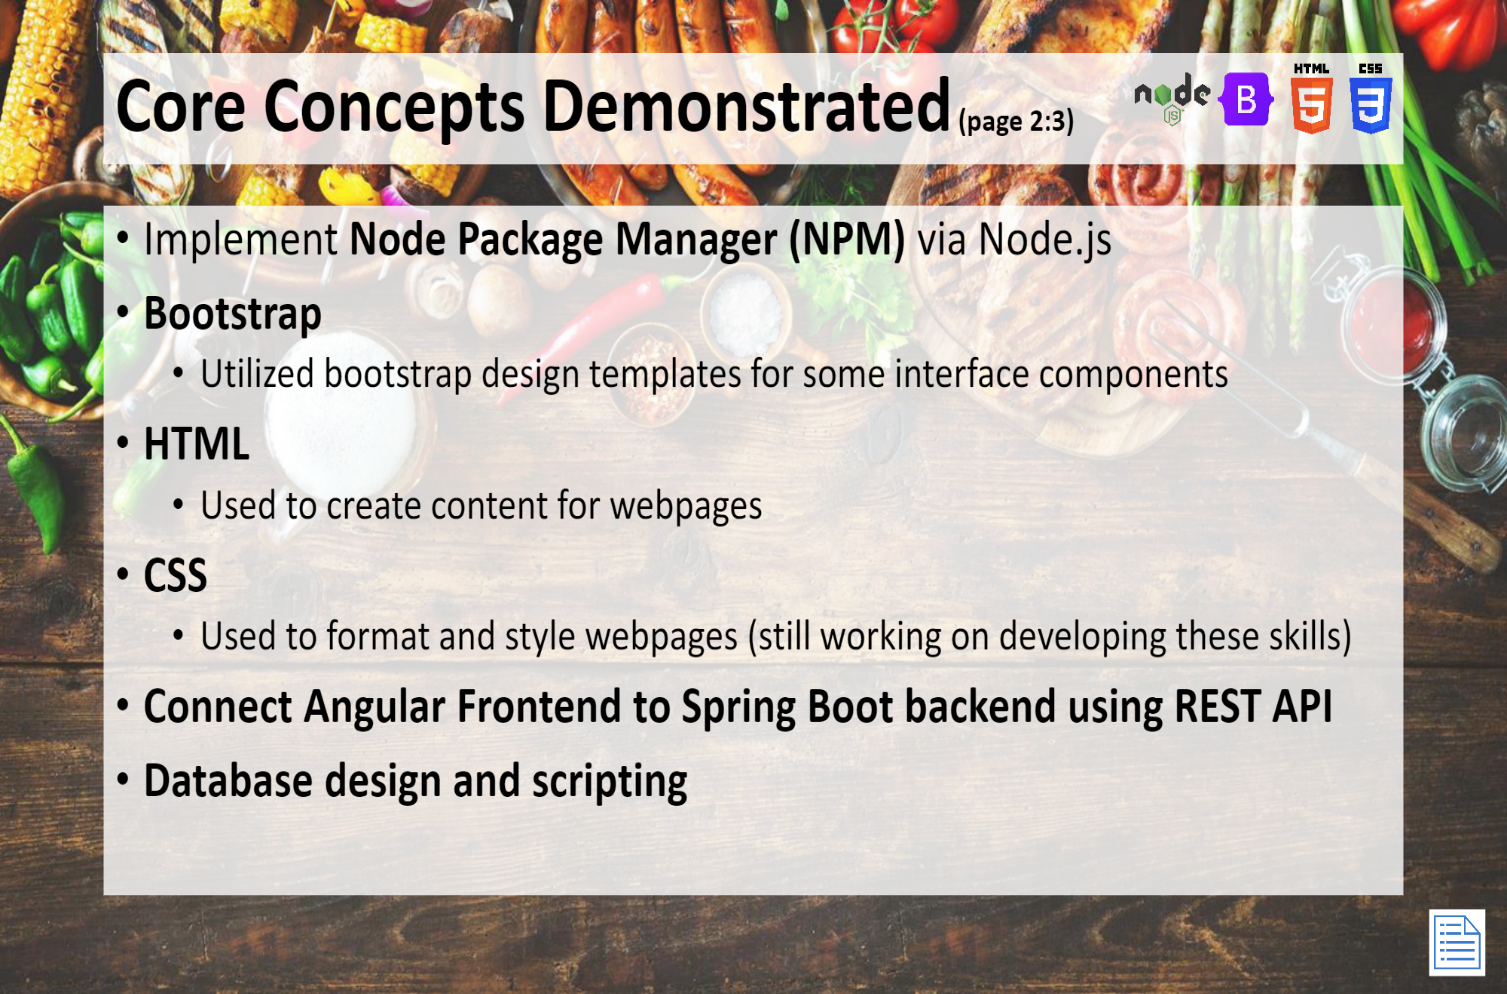 Core Concepts Demonstrated (page 2:3)
node
JS
B
HTML
5
CSS
3
• Implement Node Package Manager (NPM) via Node.js
• Bootstrap
• Utilized bootstrap design templates for some interface components
• HTML
• Used to create content for webpages
• CSS
• Used to format and style webpages (still working on developing these skills)
• Connect Angular Frontend to Spring Boot backend using REST API
• Database design and scripting